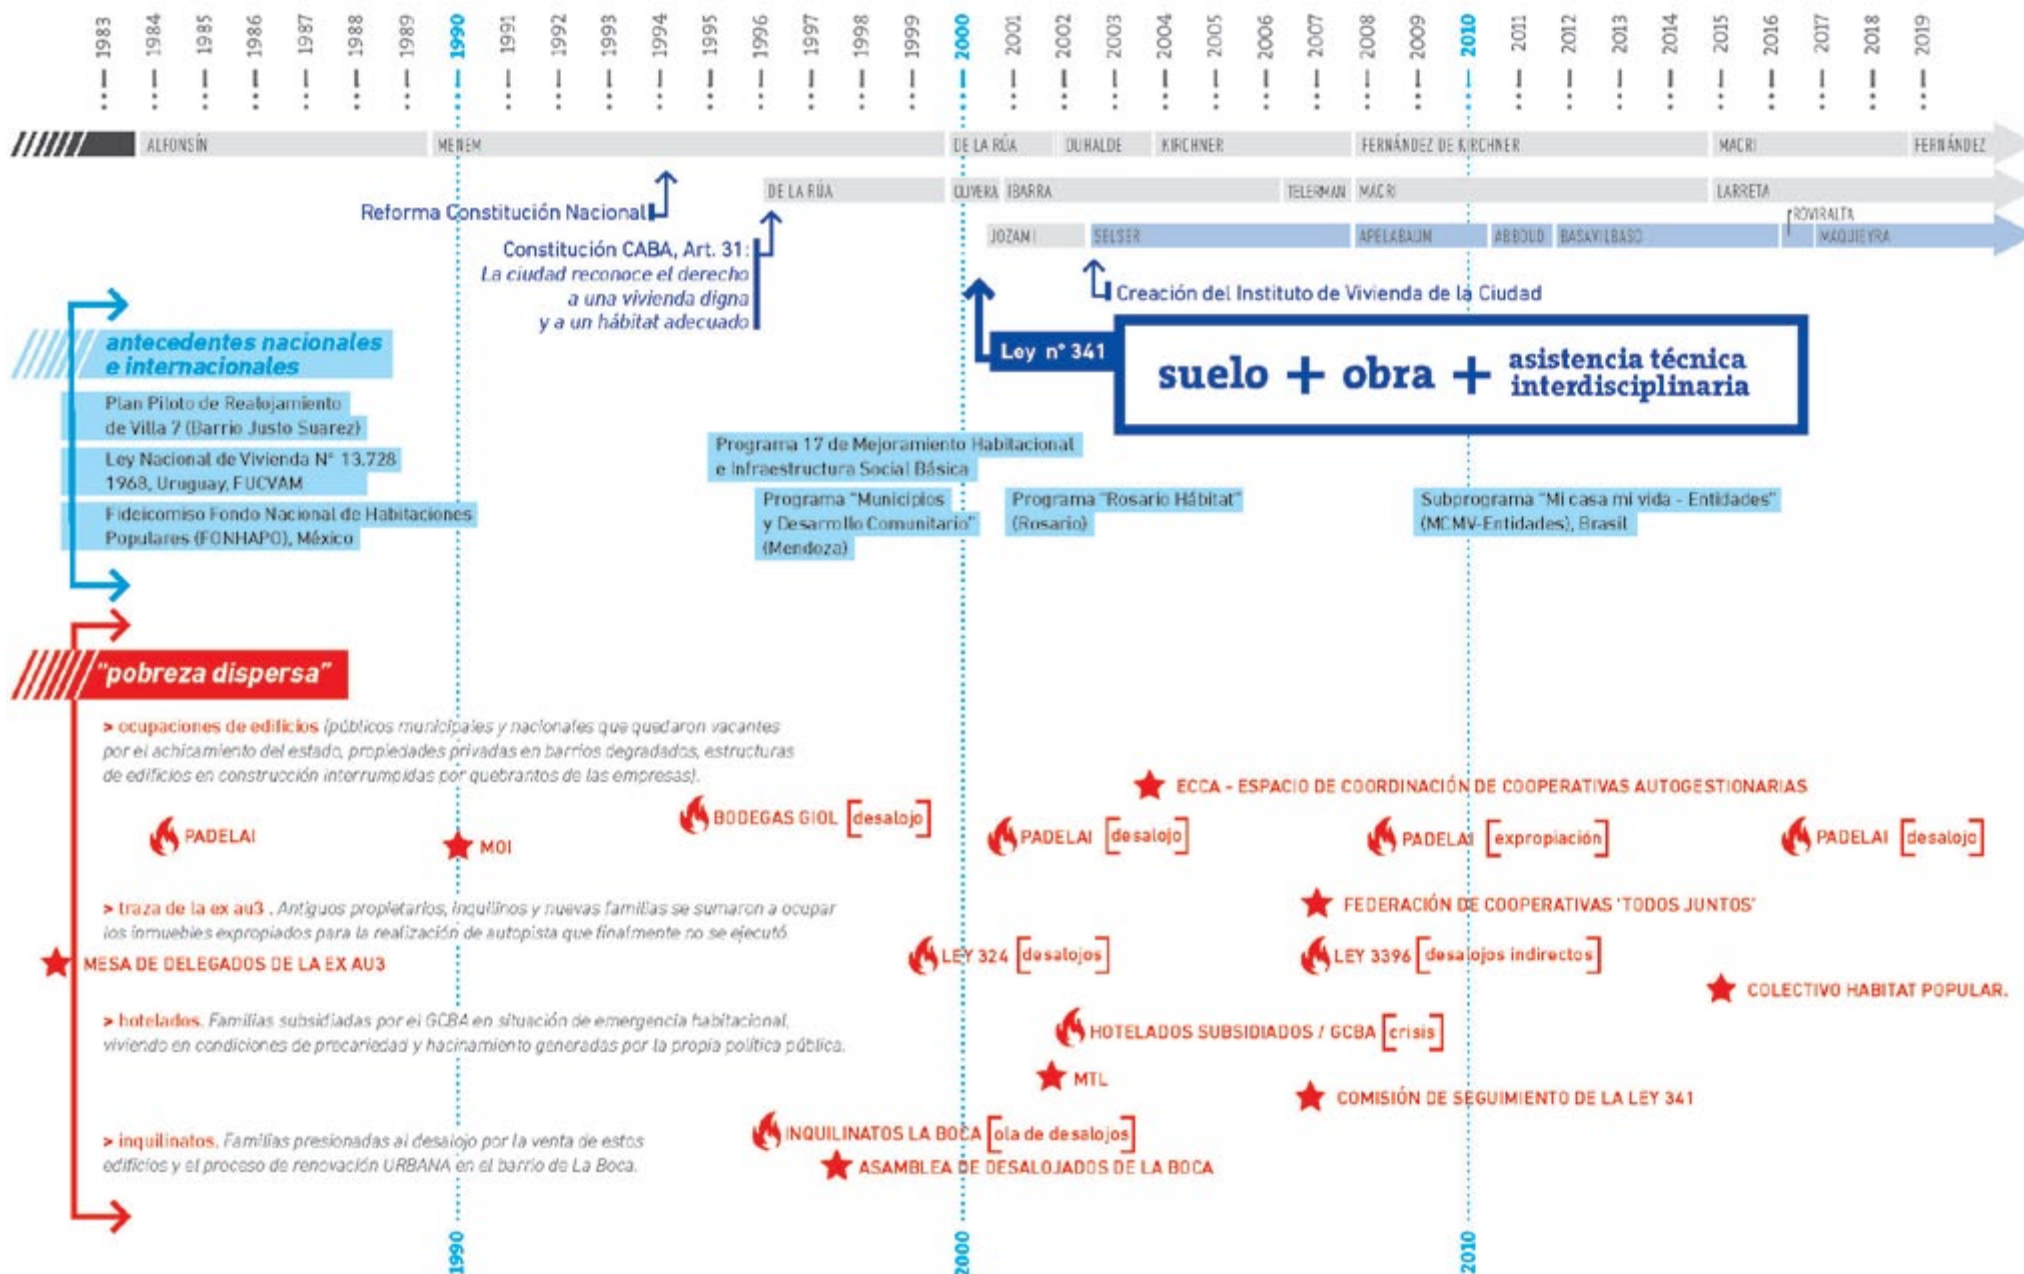 1983 1984 1985 1986 1987 1988 1989 1990 1991 1992 1993 1994 1995 1996 1997 1998 1999 2000 2001 2002 2003 2004 2005 2006 2007 2008 2009 2010 2011 2012 2013 2014 2015 2016 2017 2018 2019
ALFONSÍN MENEM DE LA RÚA DUHALDE KIRCHNER FERNÁNDEZ DE KIRCHNER MACRI FERNÁNDEZ
DE LA RÚA OLIVERA IBARRA TELERMAN MACRI LARRETA
Reforma Constitución Nacional
ROVIRALTA
JOZAMI SELSER APELABAUM ABBOUD BASAVILBASO MAQUIEYRA
Constitución CABA, Art. 31:
La ciudad reconoce el derecho
a una vivienda digna
y a un hábitat adecuado
Creación del Instituto de Vivienda de la Ciudad
Ley n° 341
suelo + obra + asistencia técnica
interdisciplinaria
antecedentes nacionales
e internacionales
Plan Piloto de Realojamiento
de Villa 7 (Barrio Justo Suarez)
Ley Nacional de Vivienda N° 13.728
1968, Uruguay, FUCVAM
Fideicomiso Fondo Nacional de Habitaciones
Populares (FONHAPO), México
Programa 17 de Mejoramiento Habitacional
e Infraestructura Social Básica
Programa "Municipios
y Desarrollo Comunitario"
(Mendoza)
Programa "Rosario Hábitat"
(Rosario)
Subprograma "Mi casa mi vida - Entidades"
(MCMV-Entidades), Brasil
"pobreza dispersa"
> ocupaciones de edificios (públicos municipales y nacionales que quedaron vacantes
por el achicamiento del estado, propiedades privadas en barrios degradados, estructuras
de edificios en construcción interrumpidas por quebrantos de las empresas).
ECCA - ESPACIO DE COORDINACIÓN DE COOPERATIVAS AUTOGESTIONARIAS
BODEGAS GIOL [desalojo]
PADELAI
MOI
PADELAI [desalojo]
PADELAI [expropiación]
PADELAI [desalojo]
> traza de la ex au3 . Antiguos propietarios, inquilinos y nuevas familias se sumaron a ocupar
los inmuebles expropiados para la realización de autopista que finalmente no se ejecutó.
FEDERACIÓN DE COOPERATIVAS 'TODOS JUNTOS'
MESA DE DELEGADOS DE LA EX AU3
LEY 324 [desalojos]
LEY 3396 [desalojos indirectos]
COLECTIVO HABITAT POPULAR.
> hotelados. Familias subsidiadas por el GCBA en situación de emergencia habitacional,
viviendo en condiciones de precariedad y hacinamiento generadas por la propia política pública.
HOTELADOS SUBSIDIADOS / GCBA [crisis]
MTL
COMISIÓN DE SEGUIMIENTO DE LA LEY 341
> inquilinatos. Familias presionadas al desalojo por la venta de estos
edificios y el proceso de renovación URBANA en el barrio de La Boca.
INQUILINATOS LA BOCA [ola de desalojos]
ASAMBLEA DE DESALOJADOS DE LA BOCA
1990 2000 2010